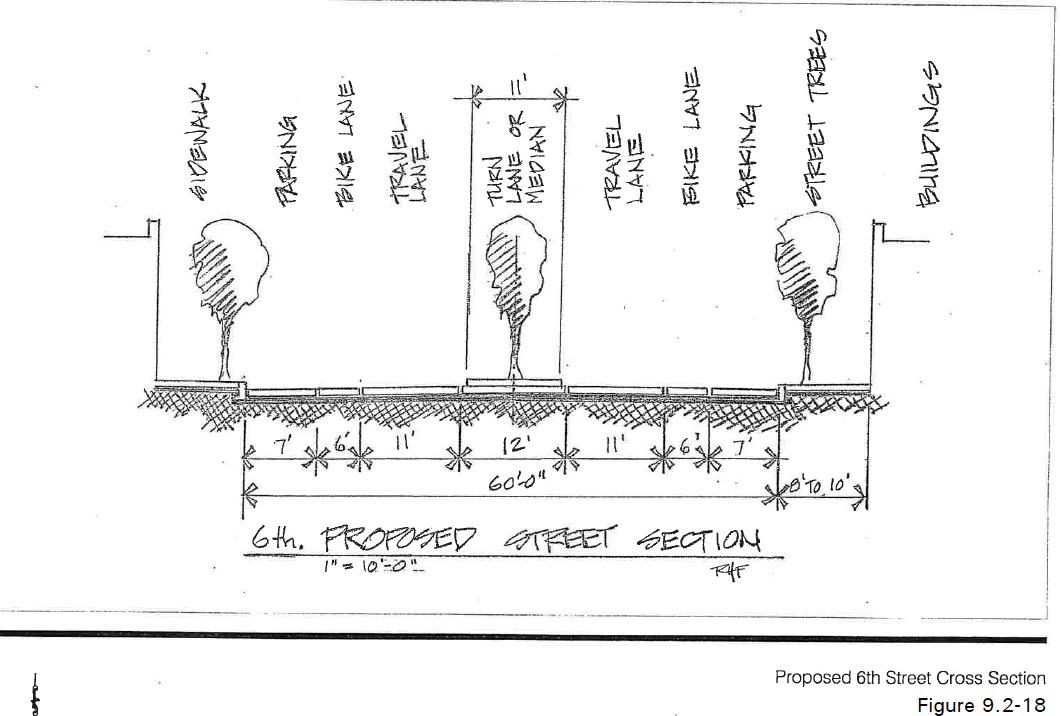 SIDEWALK
PARKING
BIKE LANE
TRAVEL
LANE
11'
TURN
LANE OR
MEDIAN
TRAVEL
LANE
BIKE LANE
PARKING
STREET TREES
BUILDINGS
7'
6'
11'
12'
11'
6'
7'
60'-0"
8' TO 10'
6th. PROPOSED STREET SECTION
1" = 10'-0"
RHF
Proposed 6th Street Cross Section
Figure 9.2-18